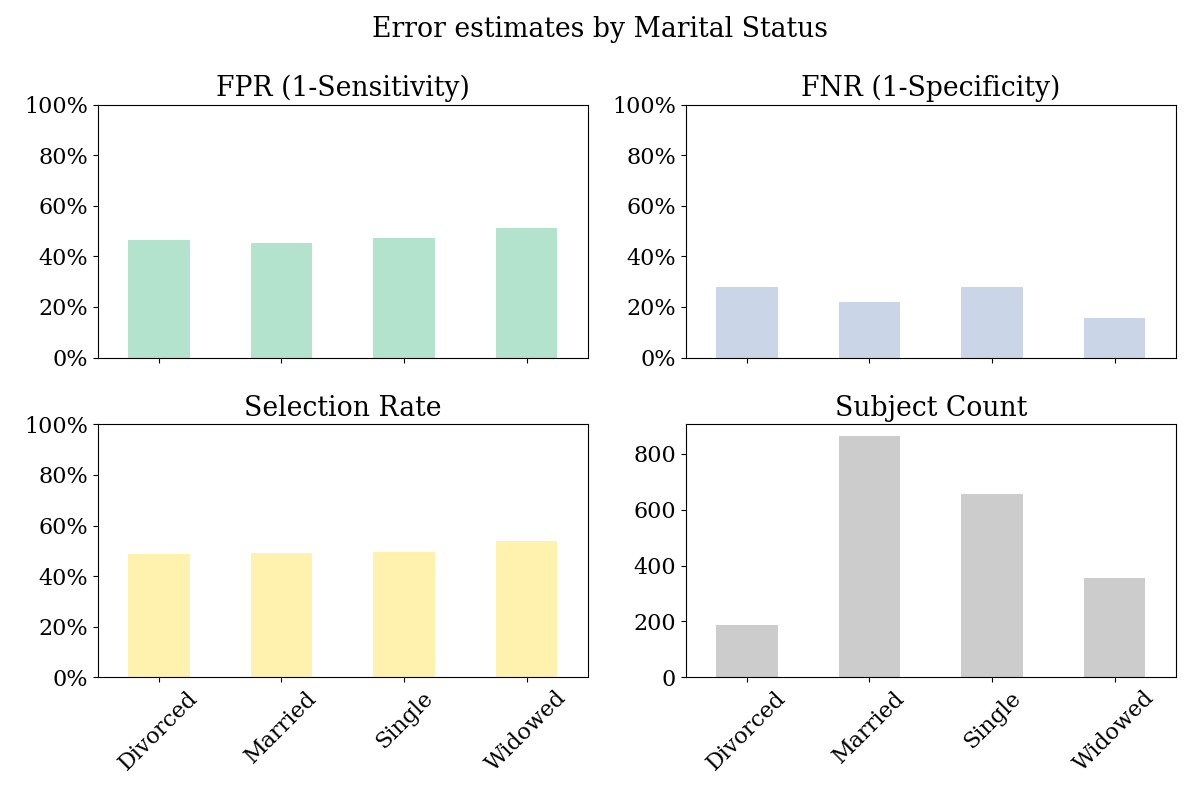 Error estimates by Marital Status
FPR (1-Sensitivity)
100%
80%
60%
40%
20%
0%
FNR (1-Specificity)
100%
80%
60%
40%
20%
0%
Selection Rate
100%
80%
60%
40%
20%
0%
Divorced
Married
Single
Widowed
Subject Count
800
600
400
200
0
Divorced
Married
Single
Widowed